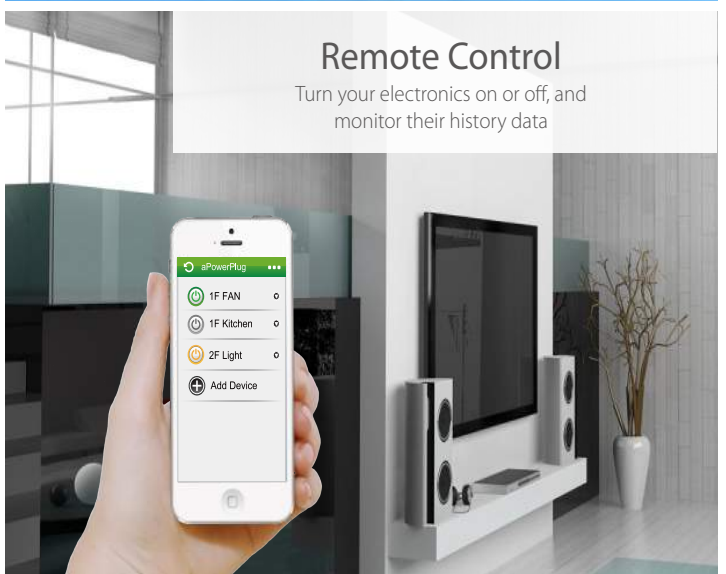 Remote Control
Turn your electronics on or off, and
monitor their history data
aPowerPlug
1F FAN
1F Kitchen
2F Light
Add Device